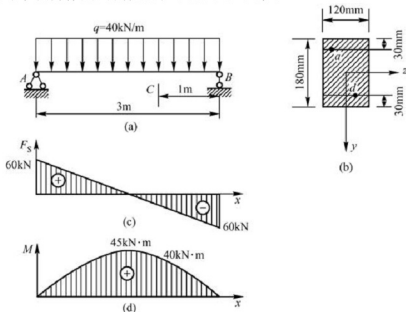 q=40kN/m
A
B
C
1m
3m
(a)
120mm
180mm
30mm
30mm
a
d
z
y
(b)
F_S
60kN
+
−
x
60kN
(c)
M
45kN·m
40kN·m
+
x
(d)